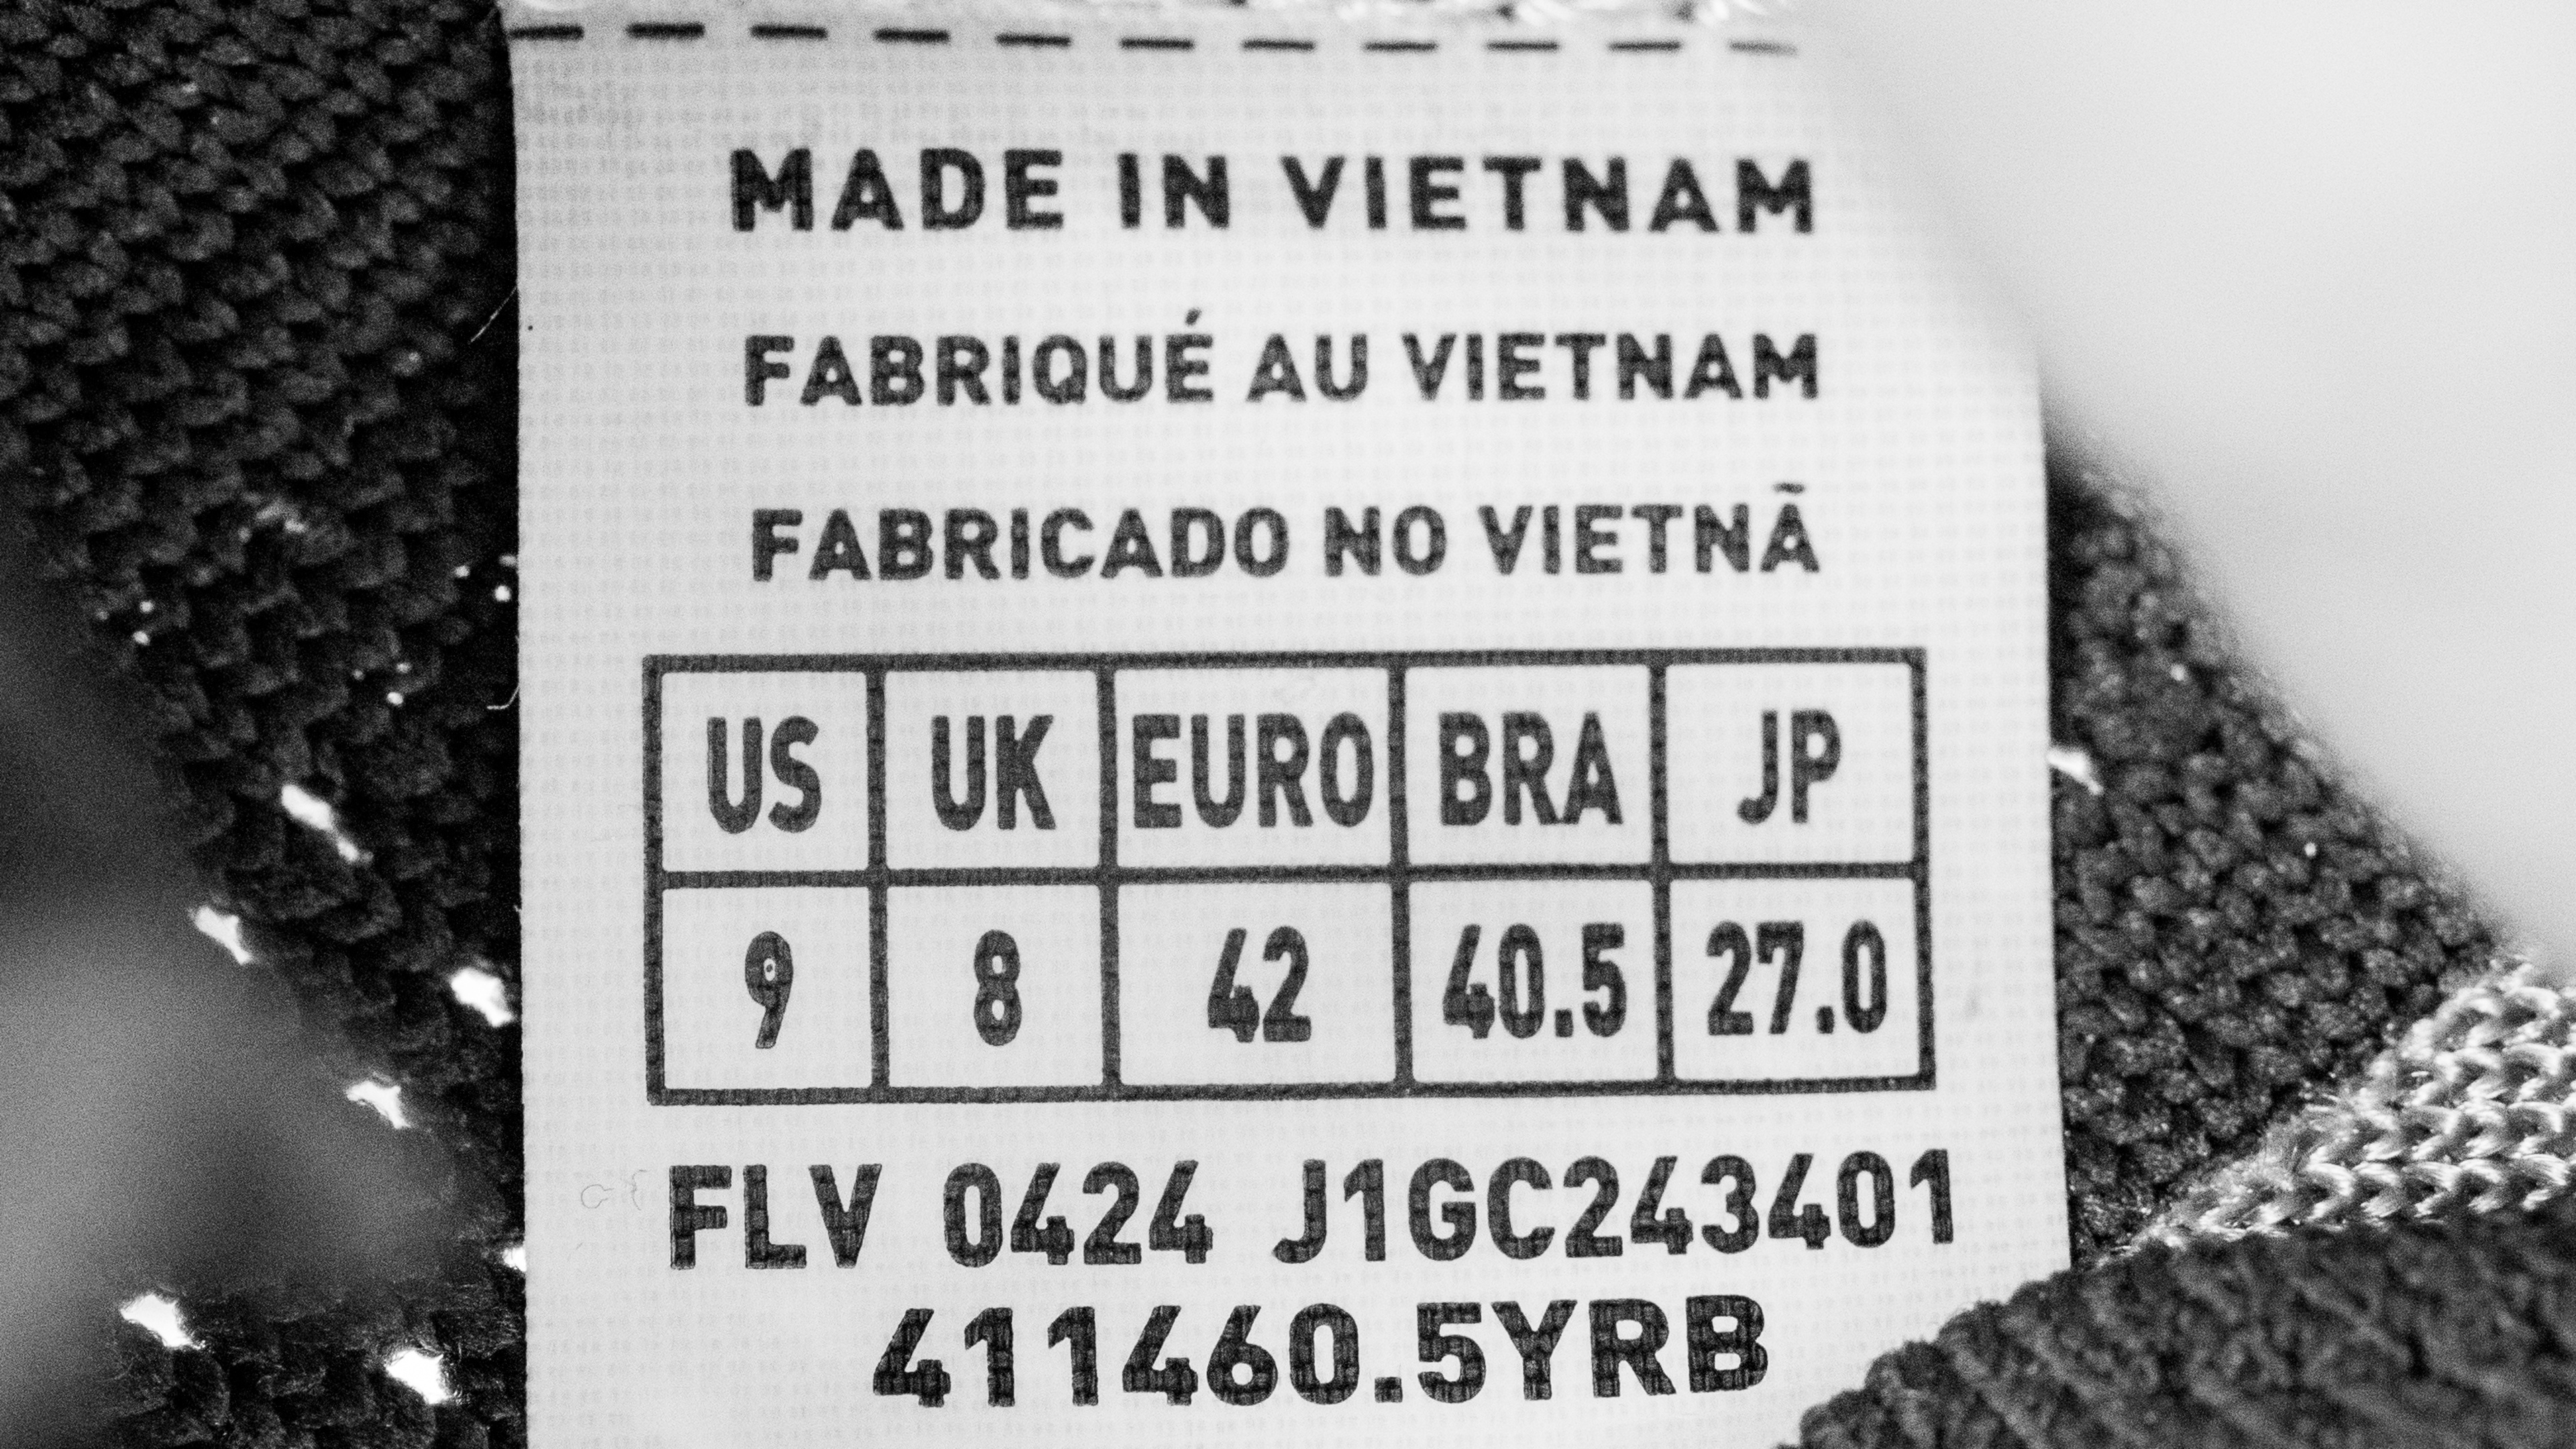 MADE IN VIETNAM
FABRIQUÉ AU VIETNAM
FABRICADO NO VIETNÃ
US UK EURO BRA JP
9 8 42 40.5 27.0
FLV 0424 J1GC243401
411460.5YRB